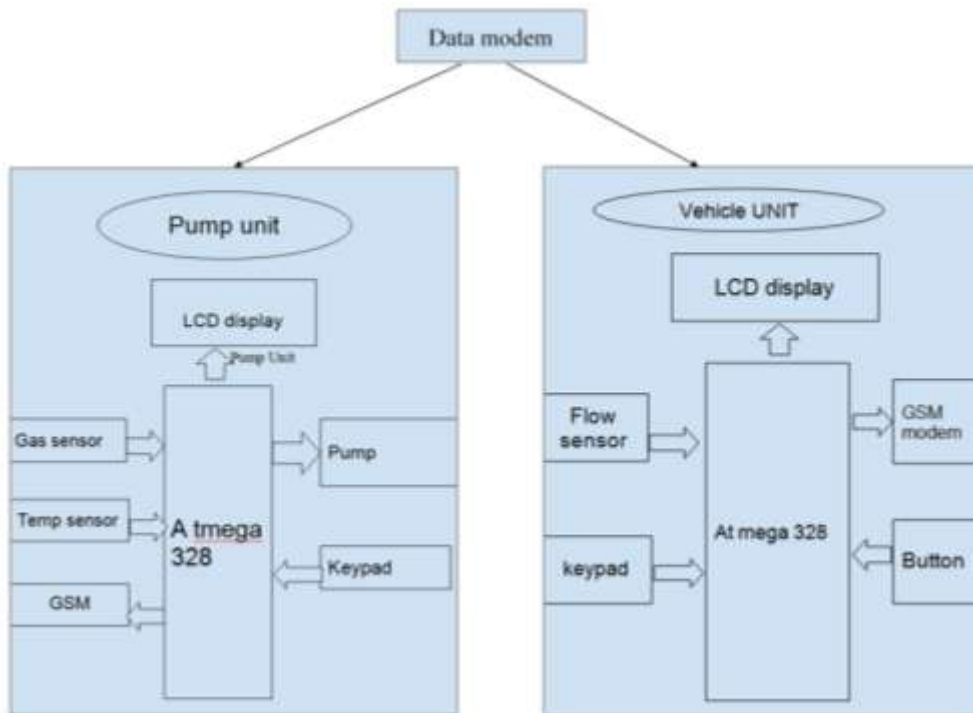 Data modem
Pump unit
LCD display
Pump Unit
Gas sensor
Temp sensor
GSM
A tmega
328
Pump
Keypad
Vehicle UNIT
LCD display
Flow
sensor
keypad
At mega 328
GSM
modem
Button